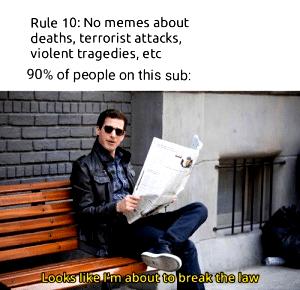 Rule 10: No memes about
deaths, terrorist attacks,
violent tragedies, etc
90% of people on this sub:
Looks like I'm about to break the law